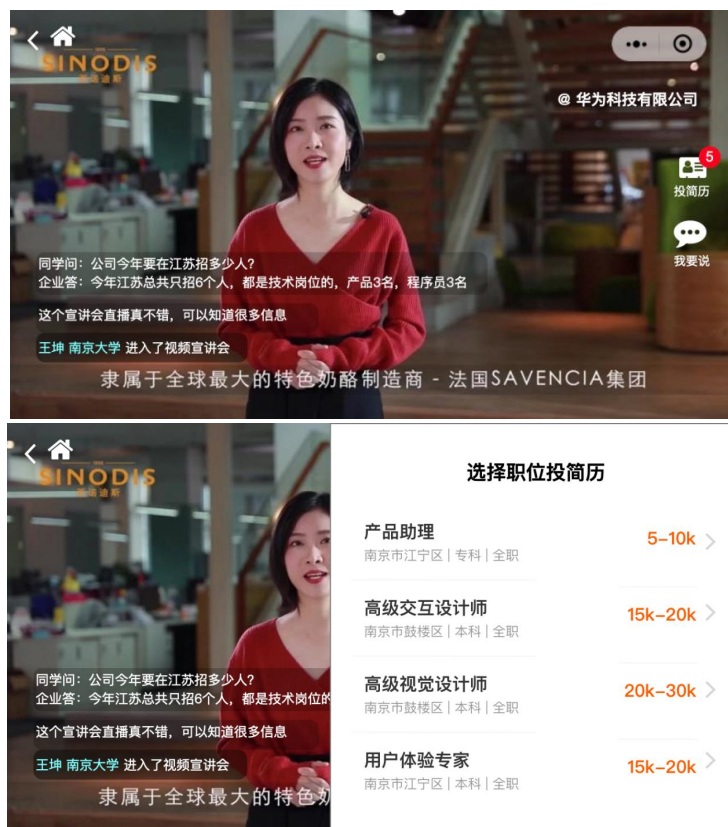 1896
SINODIS
西诺迪斯
@ 华为科技有限公司
5
投简历
我要说
同学问：公司今年要在江苏招多少人？
企业答：今年江苏总共只招6个人，都是技术岗位的，产品3名，程序员3名
这个宣讲会直播真不错，可以知道很多信息
王坤 南京大学 进入了视频宣讲会
隶属于全球最大的特色奶酪制造商 - 法国SAVENCIA集团
SINODIS
西诺迪斯
同学问：公司今年要在江苏招多少人？
企业答：今年江苏总共只招6个人，都是技术岗位的
这个宣讲会直播真不错，可以知道很多信息
王坤 南京大学 进入了视频宣讲会
隶属于全球最大的特色奶
选择职位投简历
产品助理
5–10k
南京市江宁区 | 专科 | 全职
高级交互设计师
15k–20k
南京市鼓楼区 | 本科 | 全职
高级视觉设计师
20k–30k
南京市鼓楼区 | 本科 | 全职
用户体验专家
15k–20k
南京市江宁区 | 本科 | 全职